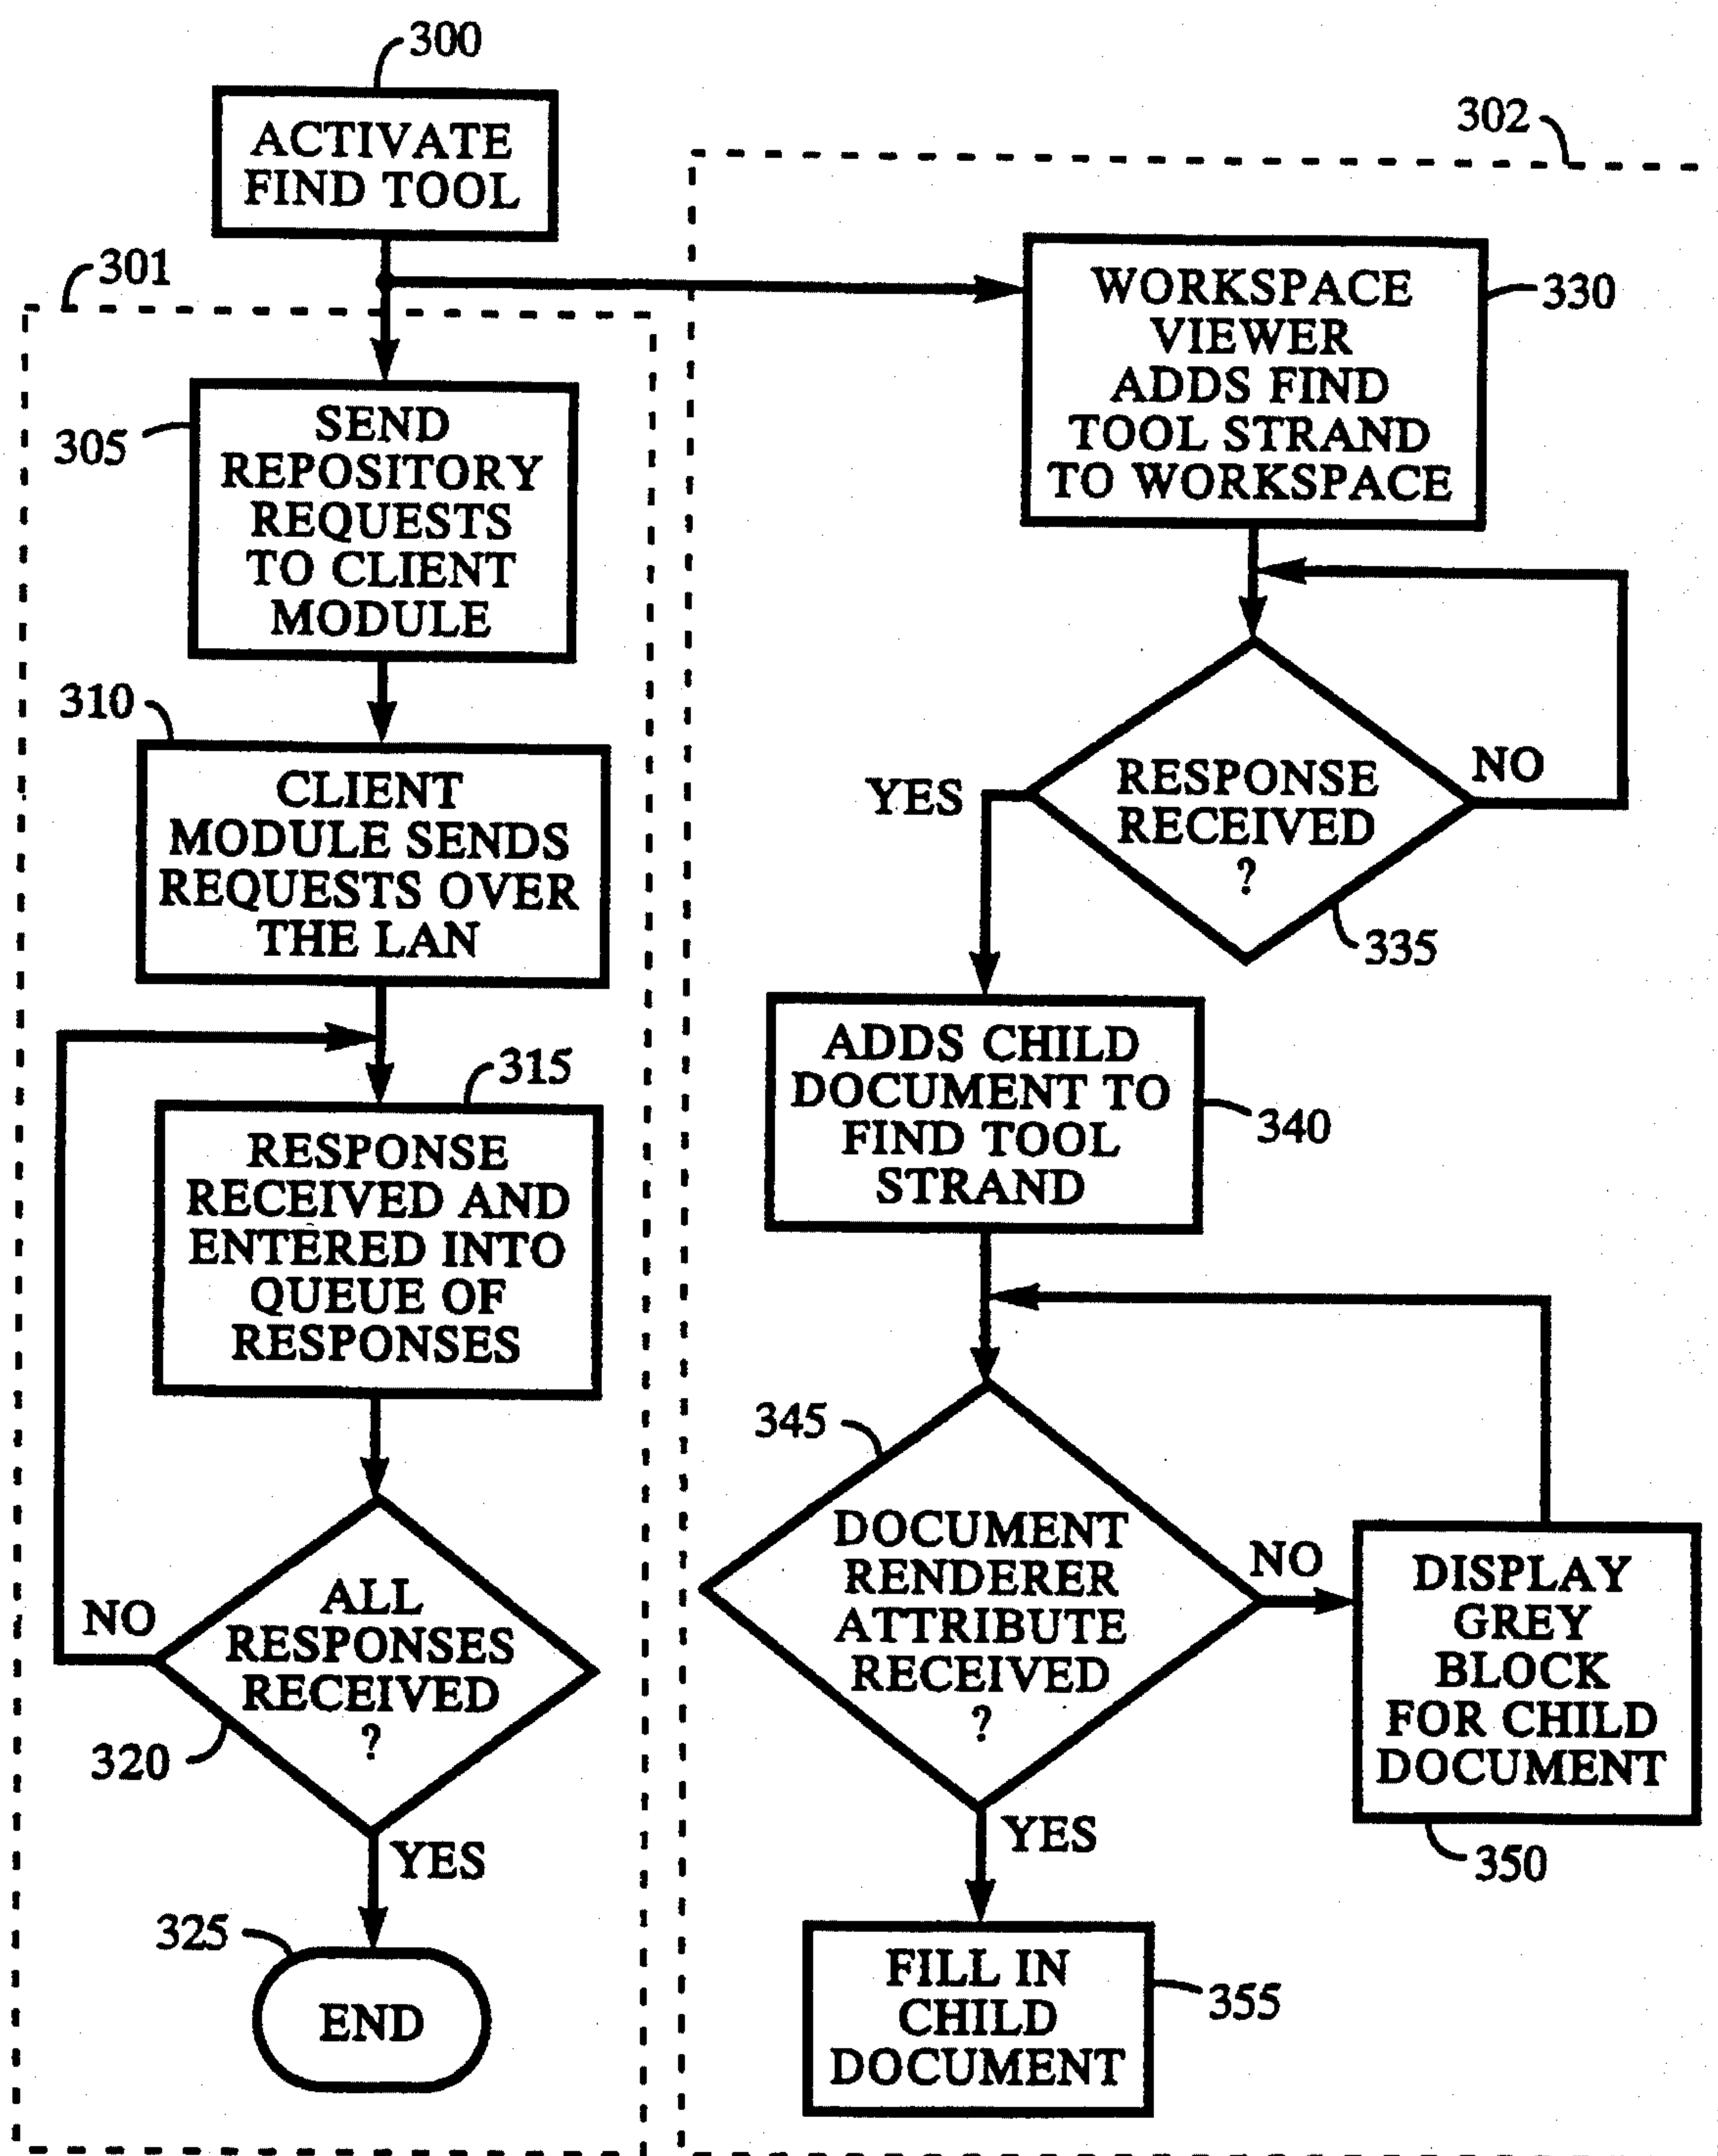 300
ACTIVATE
FIND TOOL
301
305
SEND
REPOSITORY
REQUESTS
TO CLIENT
MODULE
310
CLIENT
MODULE SENDS
REQUESTS OVER
THE LAN
315
RESPONSE
RECEIVED AND
ENTERED INTO
QUEUE OF
RESPONSES
NO
ALL
RESPONSES
RECEIVED
?
320
YES
325
END
302
WORKSPACE
VIEWER
ADDS FIND
TOOL STRAND
TO WORKSPACE
330
YES
RESPONSE
RECEIVED
?
NO
335
ADDS CHILD
DOCUMENT TO
FIND TOOL
STRAND
340
345
DOCUMENT
RENDERER
ATTRIBUTE
RECEIVED
?
NO
DISPLAY
GREY
BLOCK
FOR CHILD
DOCUMENT
350
YES
FILL IN
CHILD
DOCUMENT
355